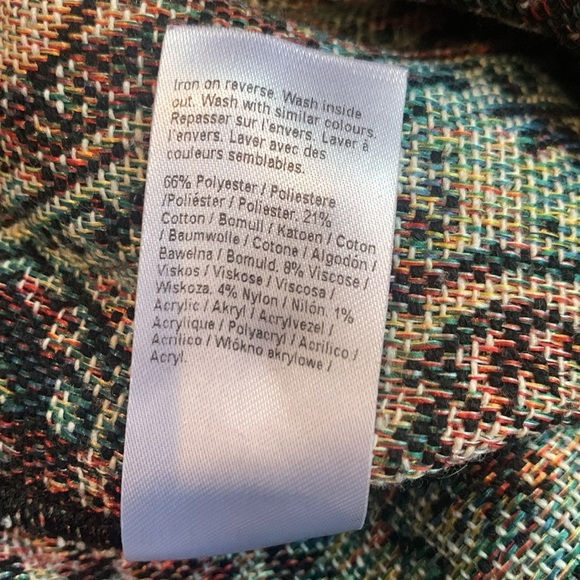 Iron on reverse. Wash inside
out. Wash with similar colours.
Repasser sur l'envers. Laver à
l'envers. Laver avec des
couleurs semblables.
66% Polyester / Poliestere
/Poliéster / Poliester. 21%
Cotton / Bomull / Katoen / Coton
/ Baumwolle / Cotone / Algodón /
Bawełna / Bomuld. 8% Viscose /
Viskos / Viskose / Viscosa /
Wiskoza. 4% Nylon / Nilón. 1%
Acrylic / Akryl / Acrylvezel /
Acrylique / Polyacryl / Acrilico /
Acrílico / Włókno akrylowe /
Acryl.